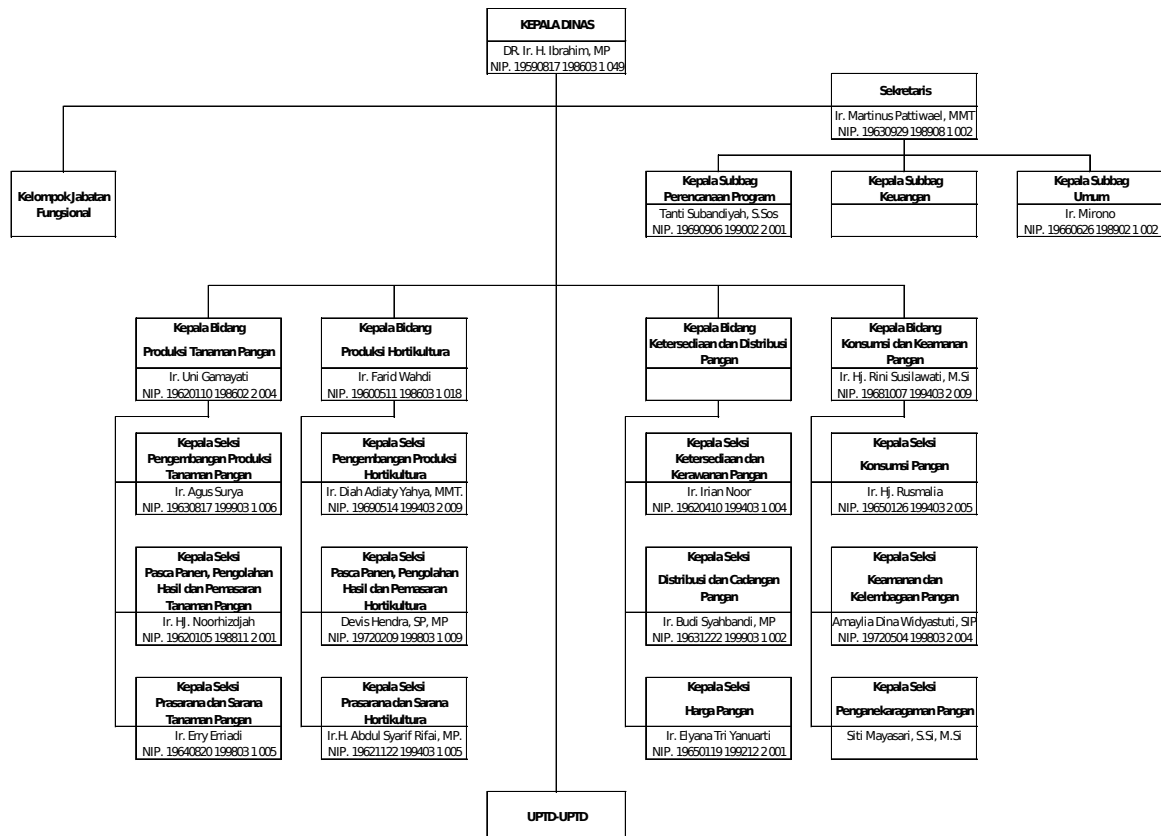 KEPALA DINAS
DR. Ir. H. Ibrahim, MP
NIP. 19590817 198603 1 049
Sekretaris
Ir. Martinus Pattiwael, MMT
NIP. 19630929 198908 1 002
Kelompok Jabatan
Fungsional
Kepala Subbag
Perencanaan Program
Tanti Subandiyah, S.Sos
NIP. 19690906 199002 2 001
Kepala Subbag
Keuangan
Kepala Subbag
Umum
Ir. Mirono
NIP. 19660626 198902 1 002
Kepala Bidang
Produksi Tanaman Pangan
Ir. Uni Gamayati
NIP. 19620110 198602 2 004
Kepala Bidang
Produksi Hortikultura
Ir. Farid Wahdi
NIP. 19600511 198603 1 018
Kepala Bidang
Ketersediaan dan Distribusi
Pangan
Kepala Bidang
Konsumsi dan Keamanan
Pangan
Ir. Hj. Rini Susilawati, M.Si
NIP. 19681007 199403 2 009
Kepala Seksi
Pengembangan Produksi
Tanaman Pangan
Ir. Agus Surya
NIP. 19630817 199903 1 006
Kepala Seksi
Pengembangan Produksi
Hortikultura
Ir. Diah Adiaty Yahya, MMT.
NIP. 19690514 199403 2 009
Kepala Seksi
Ketersediaan dan
Kerawanan Pangan
Ir. Irian Noor
NIP. 19620410 199403 1 004
Kepala Seksi
Konsumsi Pangan
Ir. Hj. Rusmalia
NIP. 19650126 199403 2 005
Kepala Seksi
Pasca Panen, Pengolahan
Hasil dan Pemasaran
Tanaman Pangan
Ir. HJ. Noorhizdjah
NIP. 19620105 198811 2 001
Kepala Seksi
Pasca Panen, Pengolahan
Hasil dan Pemasaran
Hortikultura
Devis Hendra, SP, MP
NIP. 19720209 199803 1 009
Kepala Seksi
Distribusi dan Cadangan
Pangan
Ir. Budi Syahbandi, MP
NIP. 19631222 199903 1 002
Kepala Seksi
Keamanan dan
Kelembagaan Pangan
Amaylia Dina Widyastuti, SIP
NIP. 19720504 199803 2 004
Kepala Seksi
Prasarana dan Sarana
Tanaman Pangan
Ir. Erry Erriadi
NIP. 19640820 199803 1 005
Kepala Seksi
Prasarana dan Sarana
Hortikultura
Ir.H. Abdul Syarif Rifai, MP.
NIP. 19621122 199403 1 005
Kepala Seksi
Harga Pangan
Ir. Elyana Tri Yanuarti
NIP. 19650119 199212 2 001
Kepala Seksi
Penganekaragaman Pangan
Siti Mayasari, S.Si, M.Si
UPTD-UPTD